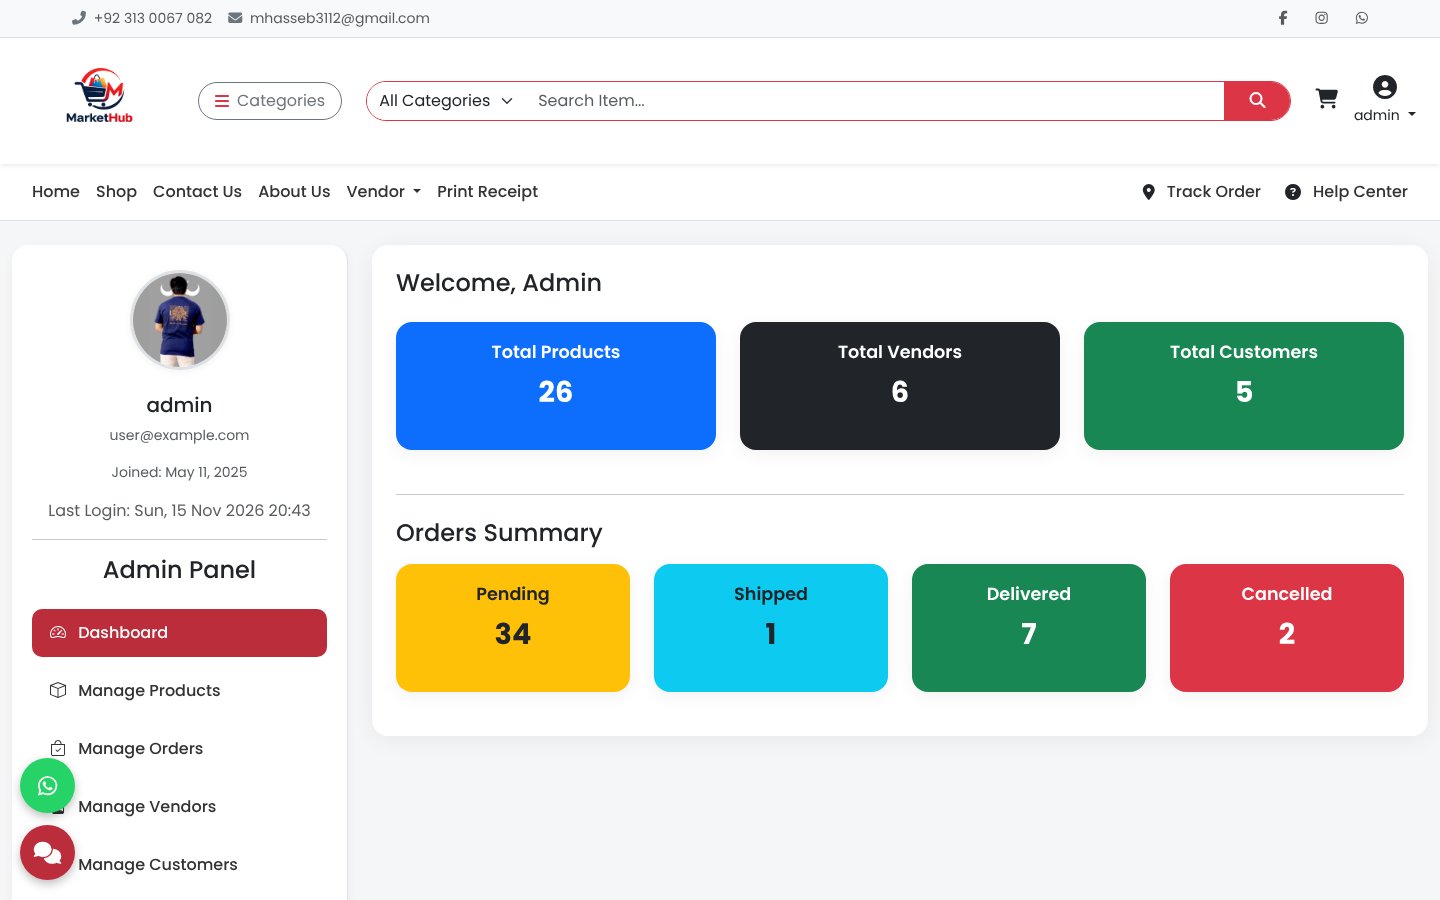 +92 313 0067 082 mhasseb3112@gmail.com
MarketHub
Categories
All Categories Search Item...
admin
Home Shop Contact Us About Us Vendor Print Receipt Track Order Help Center
admin
user@example.com
Joined: May 11, 2025
Last Login: Sun, 15 Nov 2026 20:43
Admin Panel
Dashboard
Manage Products
Manage Orders
Manage Vendors
Manage Customers
Welcome, Admin
Total Products
26
Total Vendors
6
Total Customers
5
Orders Summary
Pending
34
Shipped
1
Delivered
7
Cancelled
2